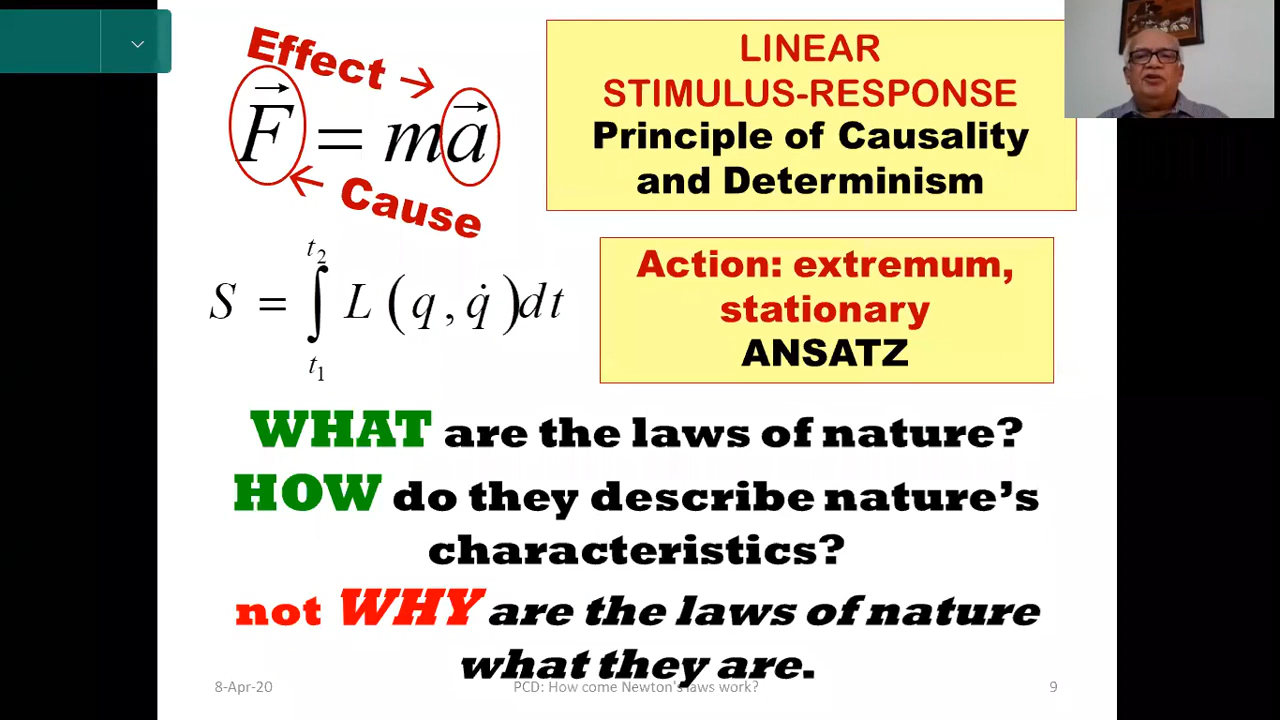 Effect →
F⃗ = ma⃗
← Cause
LINEAR
STIMULUS-RESPONSE
Principle of Causality
and Determinism
S = ∫ₜ₁ᵗ₂ L(q, q̇)dt
Action: extremum,
stationary
ANSATZ
WHAT are the laws of nature?
HOW do they describe nature’s
characteristics?
not WHY are the laws of nature
what they are.
8-Apr-20 PCD: How come Newton's laws work? 9